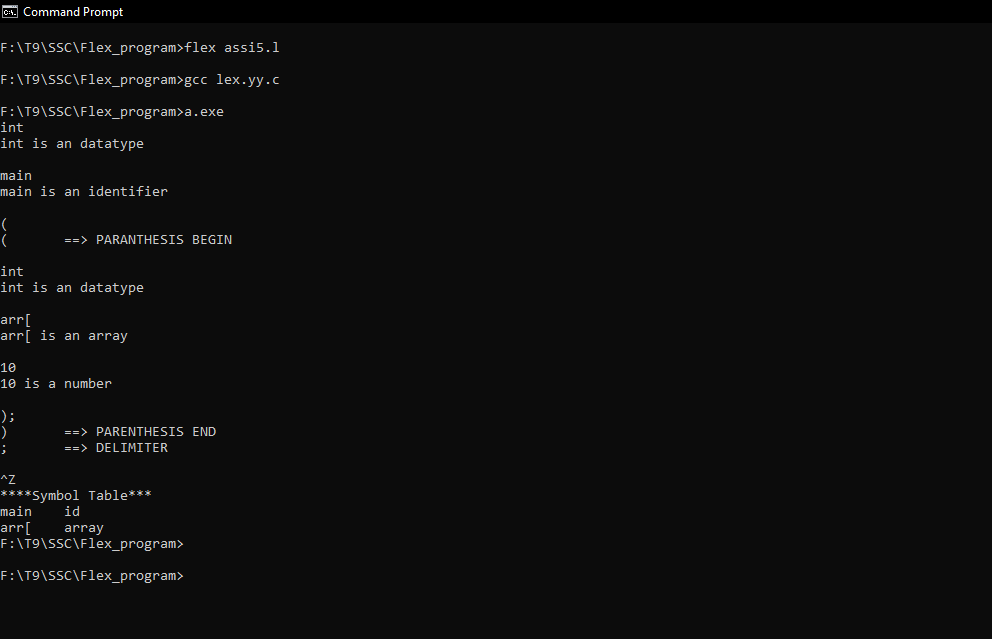 Command Prompt
F:\T9\SSC\Flex_program>flex assi5.l
F:\T9\SSC\Flex_program>gcc lex.yy.c
F:\T9\SSC\Flex_program>a.exe
int
int is an datatype
main
main is an identifier
(
(       ==> PARANTHESIS BEGIN
int
int is an datatype
arr[
arr[ is an array
10
10 is a number
);
)       ==> PARENTHESIS END
;       ==> DELIMITER
^Z
****Symbol Table***
main    id
arr[    array
F:\T9\SSC\Flex_program>
F:\T9\SSC\Flex_program>